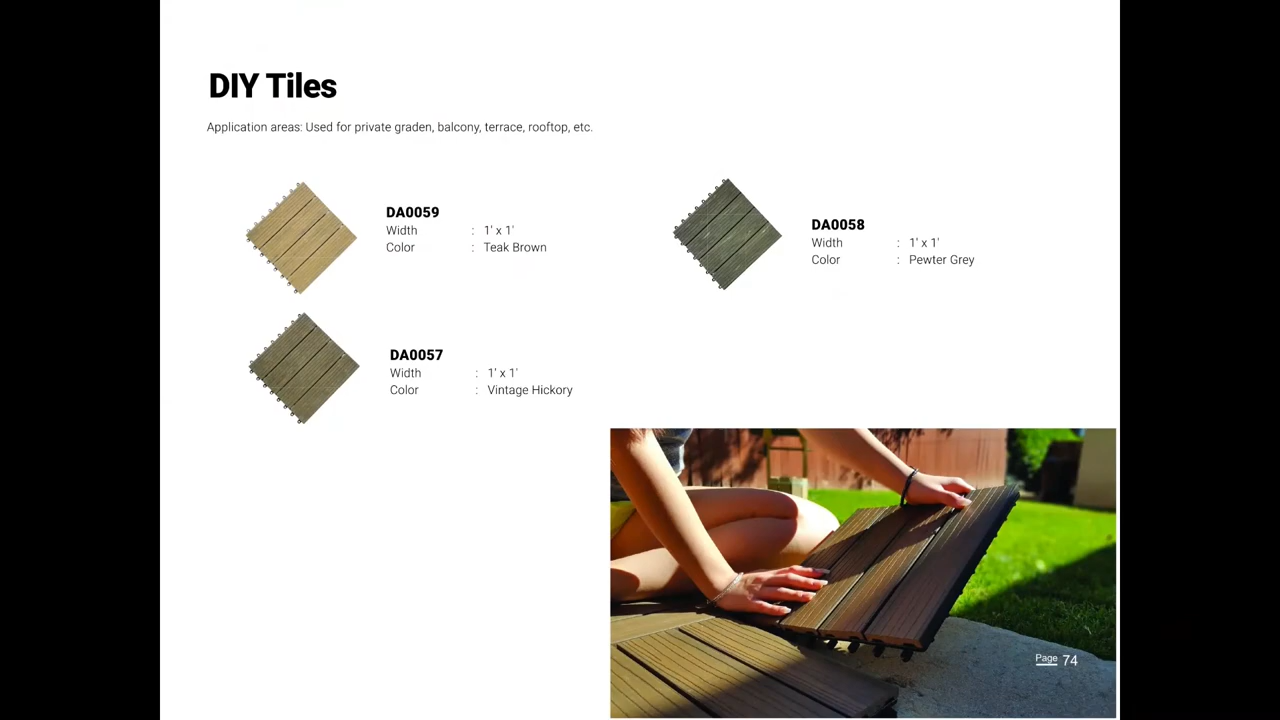 DIY Tiles
Application areas: Used for private graden, balcony, terrace, rooftop, etc.
DA0059
Width : 1' x 1'
Color : Teak Brown
DA0058
Width : 1' x 1'
Color : Pewter Grey
DA0057
Width : 1' x 1'
Color : Vintage Hickory
Page 74